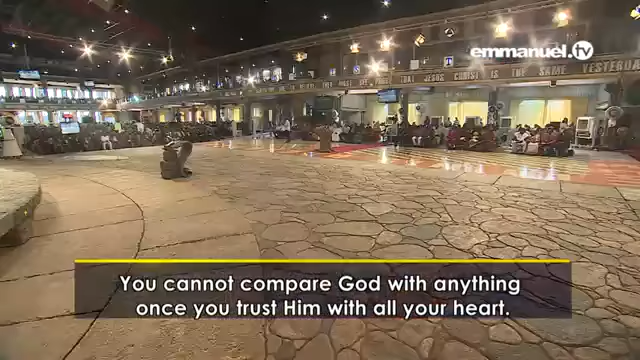 emmanuel.tv
THAT JESUS CHRIST IS THE SAME YESTERDAY
You cannot compare God with anything
once you trust Him with all your heart.